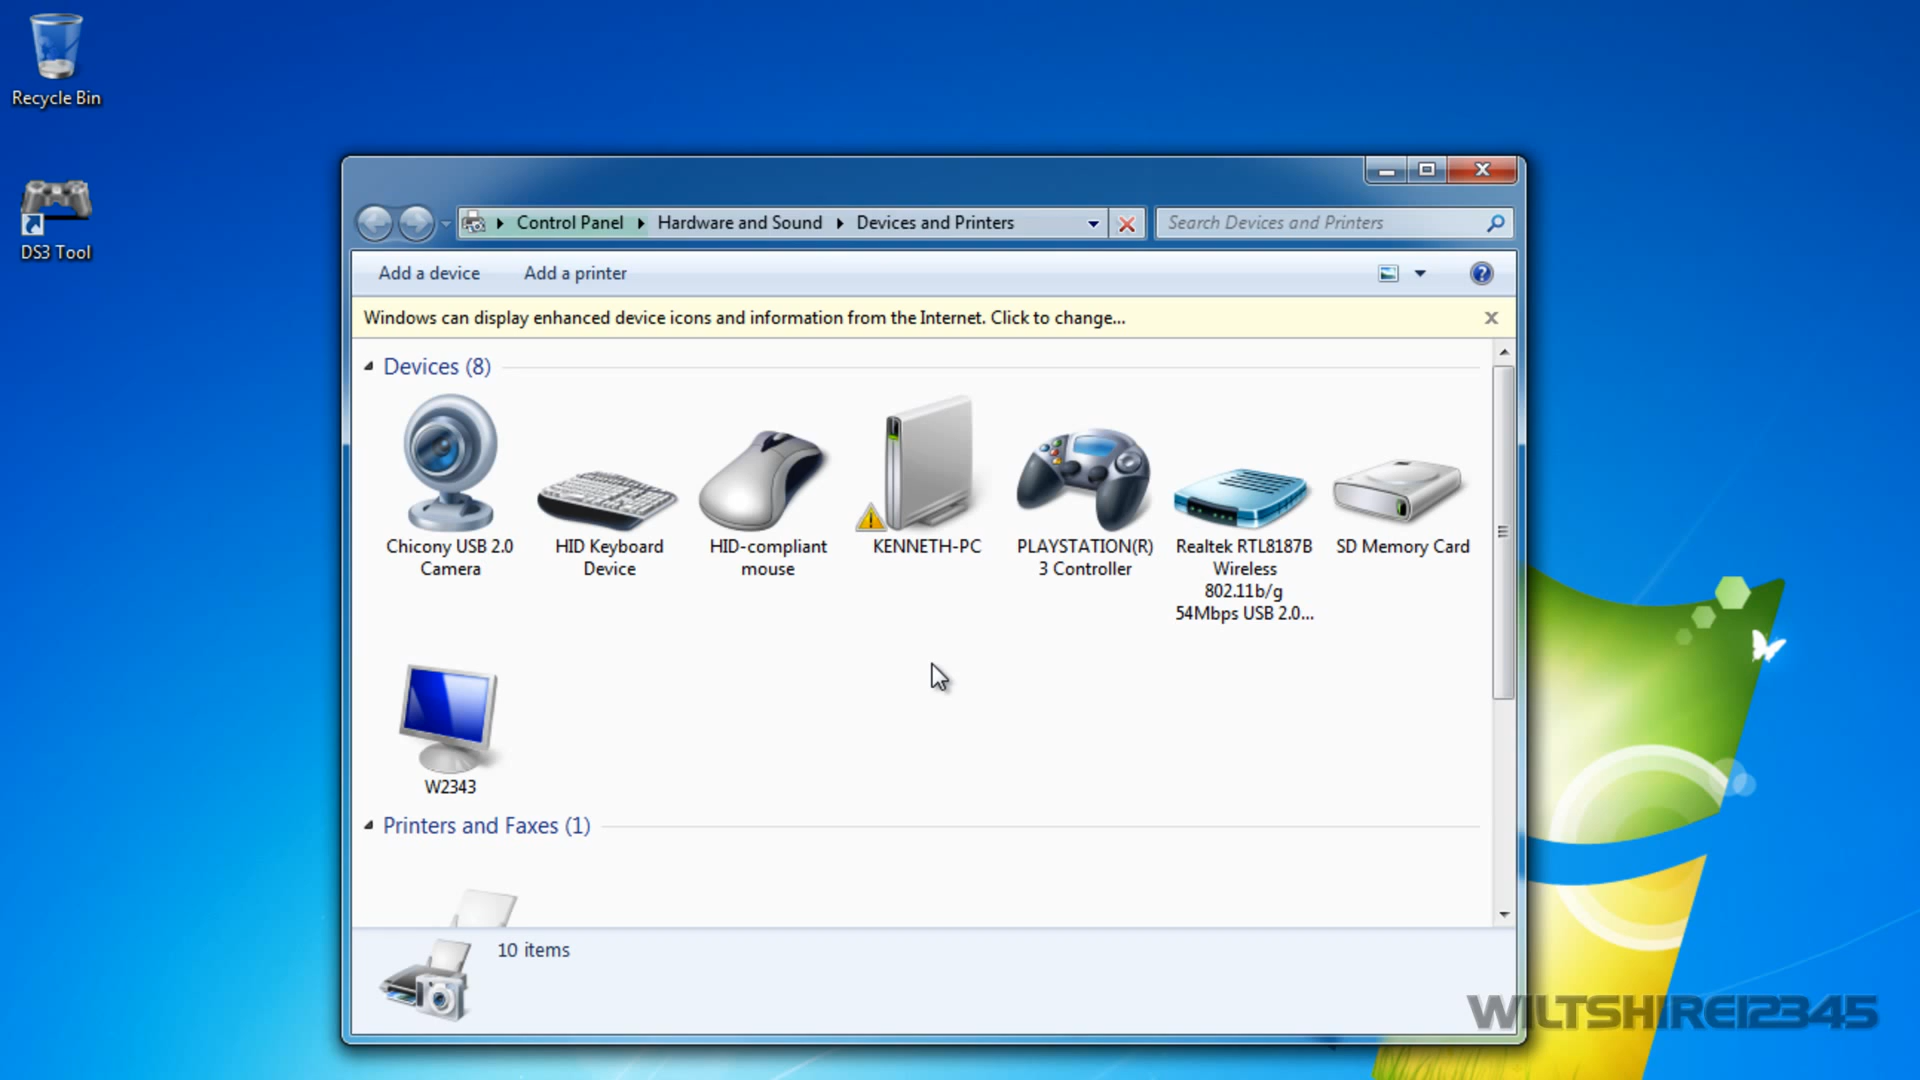 Recycle Bin
DS3 Tool
Control Panel
Hardware and Sound
Devices and Printers
Search Devices and Printers
Add a device
Add a printer
Windows can display enhanced device icons and information from the Internet. Click to change...
Devices (8)
Chicony USB 2.0
Camera
HID Keyboard
Device
HID-compliant
mouse
KENNETH-PC
PLAYSTATION(R)
3 Controller
Realtek RTL8187B
Wireless
802.11b/g
54Mbps USB 2.0...
SD Memory Card
W2343
Printers and Faxes (1)
10 items
WILTSHIRE12345